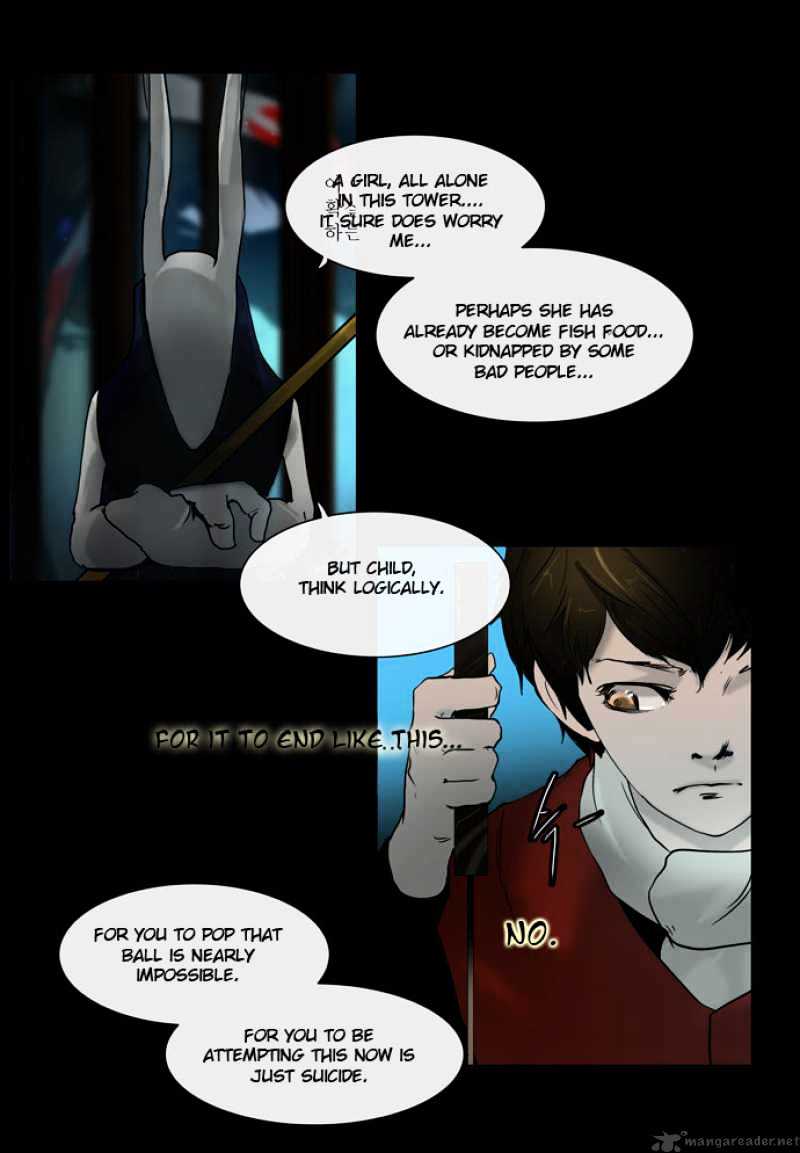 A GIRL, ALL ALONE
IN THIS TOWER....
IT SURE DOES WORRY
ME...
PERHAPS SHE HAS
ALREADY BECOME FISH FOOD...
OR KIDNAPPED BY SOME
BAD PEOPLE...
BUT CHILD,
THINK LOGICALLY.
FOR IT TO END LIKE THIS...
NO.
FOR YOU TO POP THAT
BALL IS NEARLY
IMPOSSIBLE.
FOR YOU TO BE
ATTEMPTING THIS NOW IS
JUST SUICIDE.
mangareader.net